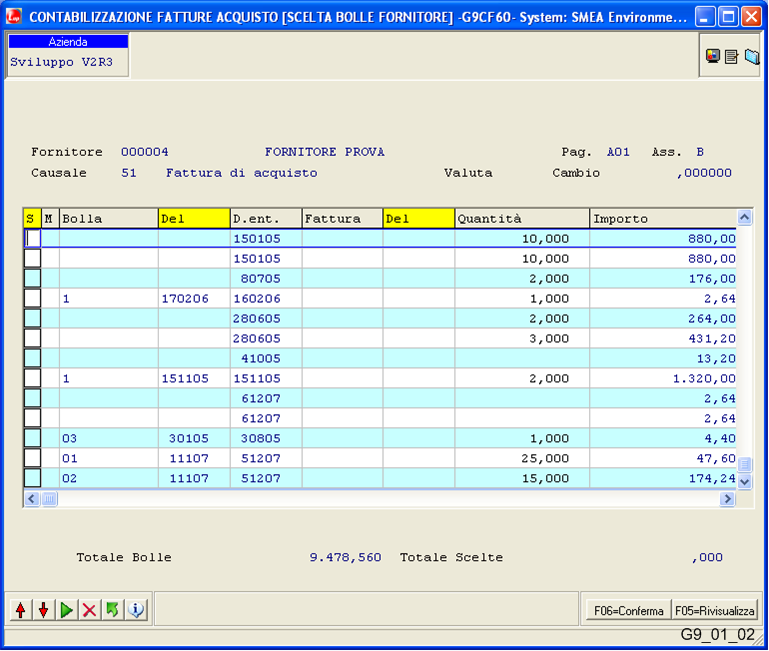 CONTABILIZZAZIONE FATTURE ACQUISTO [SCELTA BOLLE FORNITORE] -G9CF60- System: SMEA Environme...
Azienda
Sviluppo V2R3
Fornitore 000004 FORNITORE PROVA Pag. A01 Ass. B
Causale 51 Fattura di acquisto Valuta Cambio ,000000
S M Bolla Del D.ent. Fattura Del Quantità Importo
150105 10,000 880,00
150105 10,000 880,00
80705 2,000 176,00
1 170206 160206 1,000 2,64
280605 2,000 264,00
280605 3,000 431,20
41005 13,20
1 151105 151105 2,000 1.320,00
61207 2,64
61207 2,64
03 30105 30805 1,000 4,40
01 11107 51207 25,000 47,60
02 11107 51207 15,000 174,24
Totale Bolle 9.478,560 Totale Scelte ,000
F06=Conferma F05=Rivisualizza
G9_01_02